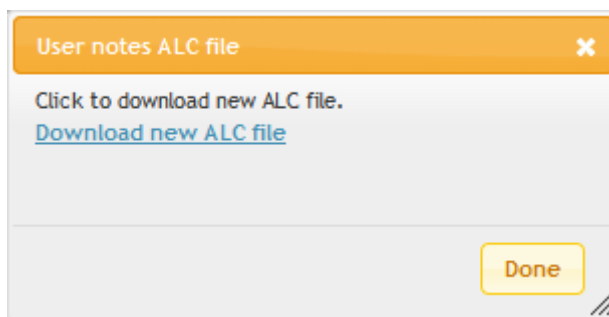 User notes ALC file
Click to download new ALC file.
Download new ALC file
Done